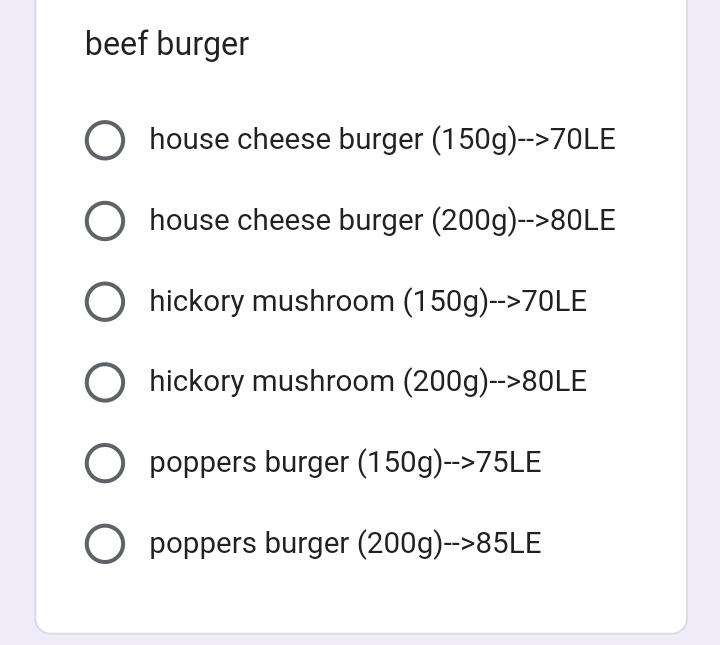 beef burger
house cheese burger (150g)-->70LE
house cheese burger (200g)-->80LE
hickory mushroom (150g)-->70LE
hickory mushroom (200g)-->80LE
poppers burger (150g)-->75LE
poppers burger (200g)-->85LE